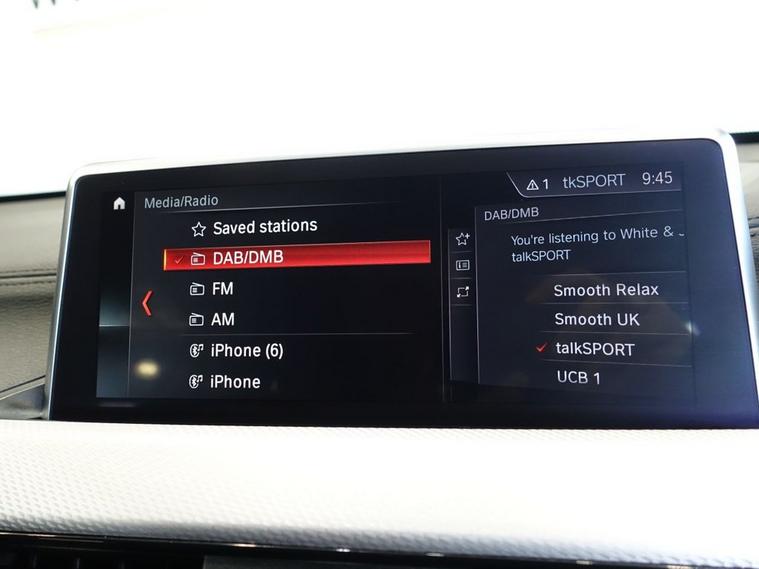 1 tkSPORT 9:45
Media/Radio
Saved stations
DAB/DMB
FM
AM
iPhone (6)
iPhone
DAB/DMB
You're listening to White &
talkSPORT
Smooth Relax
Smooth UK
talkSPORT
UCB 1